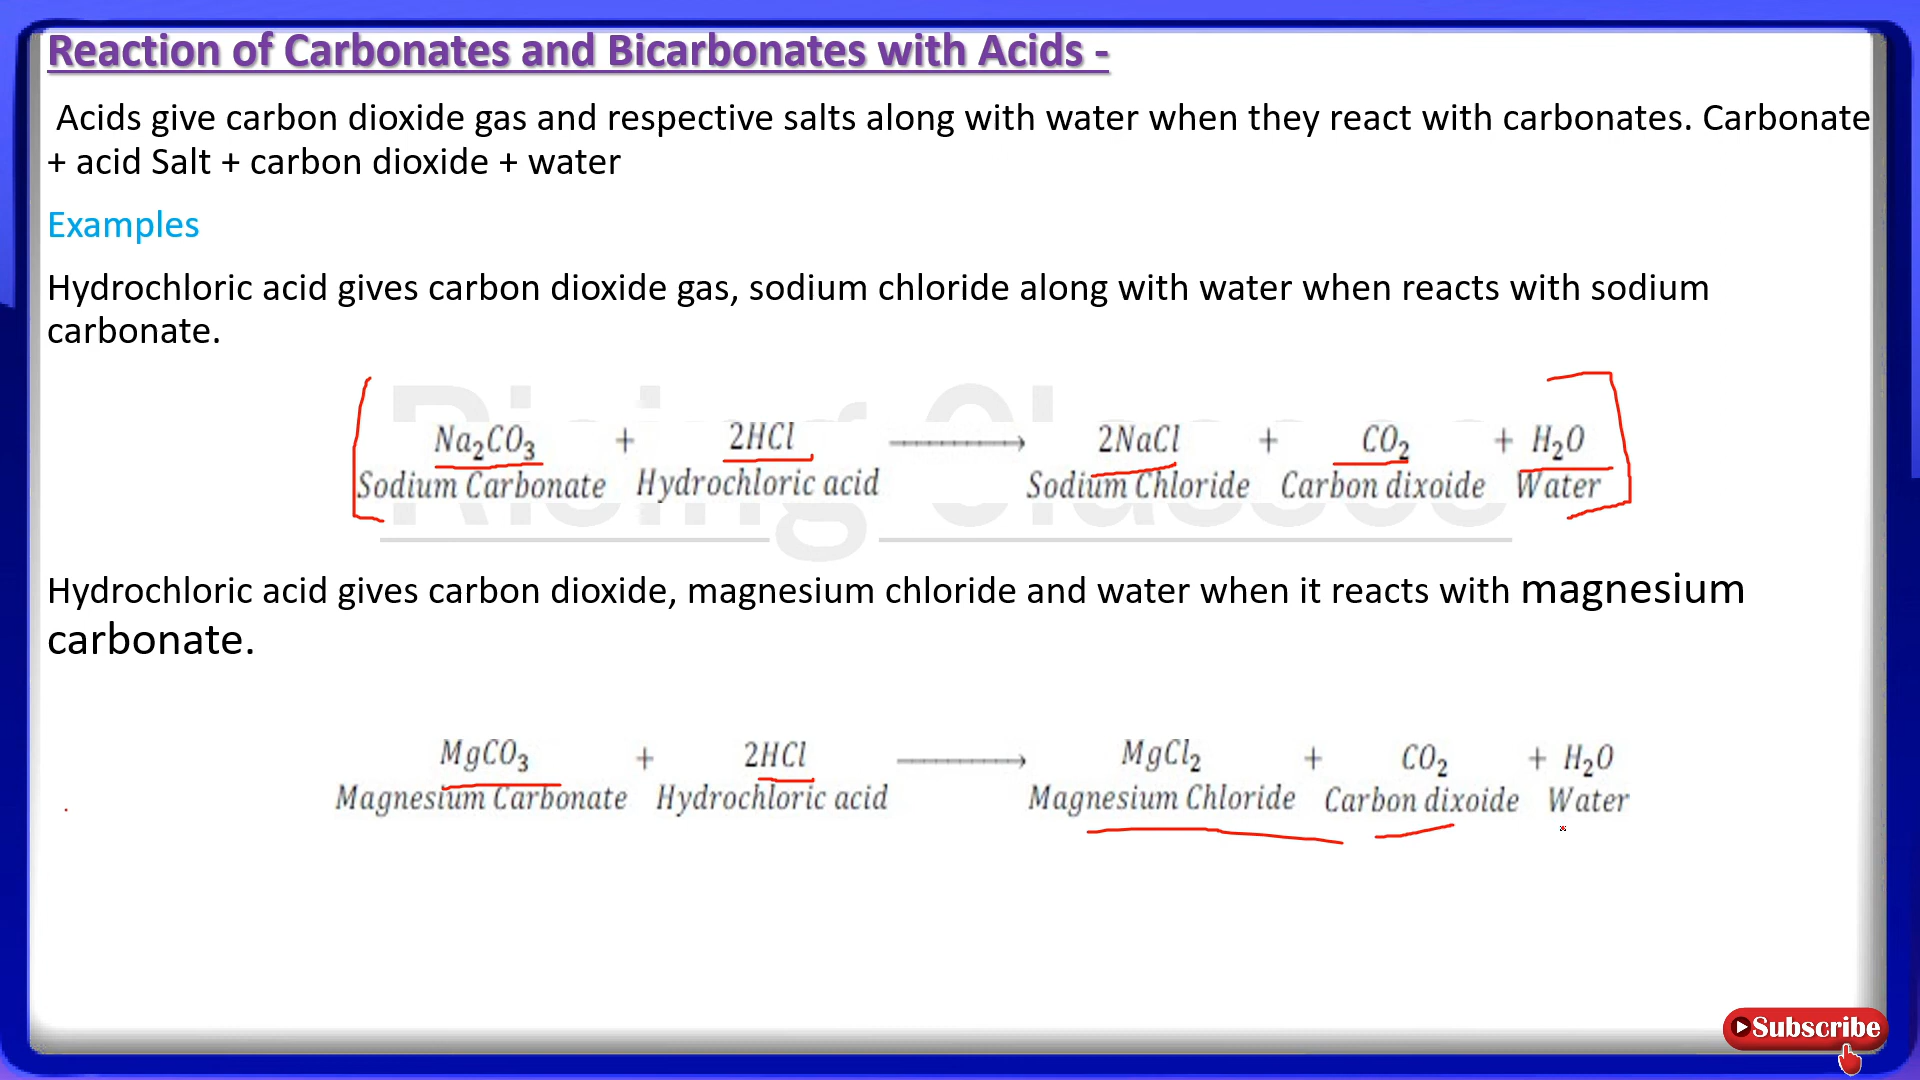 Reaction of Carbonates and Bicarbonates with Acids -
Acids give carbon dioxide gas and respective salts along with water when they react with carbonates. Carbonate
+ acid Salt + carbon dioxide + water
Examples
Hydrochloric acid gives carbon dioxide gas, sodium chloride along with water when reacts with sodium
carbonate.
Rising Classes
Na₂CO₃ + 2HCl ⟶ 2NaCl + CO₂ + H₂O
Sodium Carbonate Hydrochloric acid Sodium Chloride Carbon dixoide Water
Hydrochloric acid gives carbon dioxide, magnesium chloride and water when it reacts with magnesium
carbonate.
MgCO₃ + 2HCl ⟶ MgCl₂ + CO₂ + H₂O
Magnesium Carbonate Hydrochloric acid Magnesium Chloride Carbon dixoide Water
Subscribe